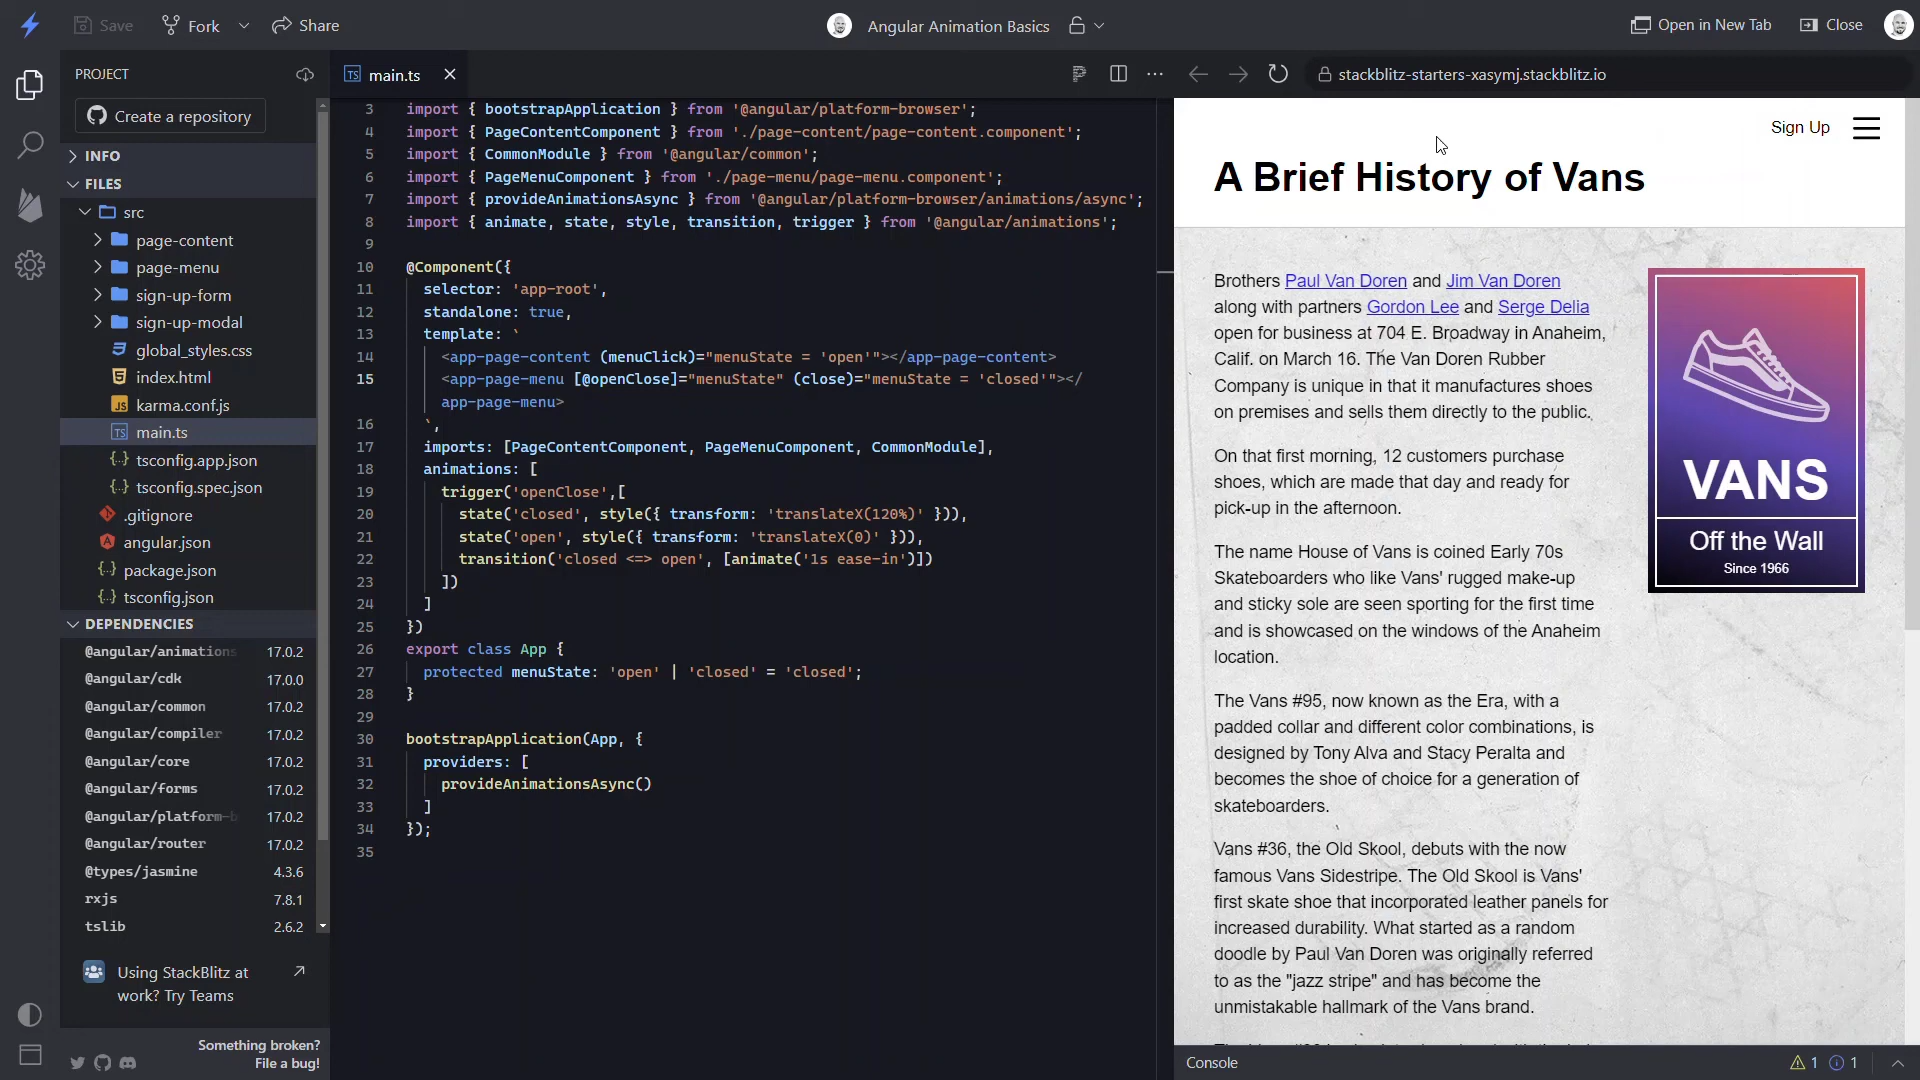 Save
Fork
Share
Angular Animation Basics
Open in New Tab
Close
PROJECT
Create a repository
INFO
FILES
src
page-content
page-menu
sign-up-form
sign-up-modal
global_styles.css
index.html
karma.conf.js
main.ts
tsconfig.app.json
tsconfig.spec.json
.gitignore
angular.json
package.json
tsconfig.json
DEPENDENCIES
@angular/animations 17.0.2
@angular/cdk 17.0.0
@angular/common 17.0.2
@angular/compiler 17.0.2
@angular/core 17.0.2
@angular/forms 17.0.2
@angular/platform-b 17.0.2
@angular/router 17.0.2
@types/jasmine 4.3.6
rxjs 7.8.1
tslib 2.6.2
Using StackBlitz at
work? Try Teams
Something broken?
File a bug!
TS main.ts
3 import { bootstrapApplication } from '@angular/platform-browser';
4 import { PageContentComponent } from './page-content/page-content.component';
5 import { CommonModule } from '@angular/common';
6 import { PageMenuComponent } from './page-menu/page-menu.component';
7 import { provideAnimationsAsync } from '@angular/platform-browser/animations/async';
8 import { animate, state, style, transition, trigger } from '@angular/animations';
9
10 @Component({
11 selector: 'app-root',
12 standalone: true,
13 template: `
14 <app-page-content (menuClick)="menuState = 'open'"></app-page-content>
15 <app-page-menu [@openClose]="menuState" (close)="menuState = 'closed'"></
app-page-menu>
16 `,
17 imports: [PageContentComponent, PageMenuComponent, CommonModule],
18 animations: [
19 trigger('openClose',[
20 state('closed', style({ transform: 'translateX(120%)' })),
21 state('open', style({ transform: 'translateX(0)' })),
22 transition('closed <=> open', [animate('1s ease-in')])
23 ])
24 ]
25 })
26 export class App {
27 protected menuState: 'open' | 'closed' = 'closed';
28 }
29
30 bootstrapApplication(App, {
31 providers: [
32 provideAnimationsAsync()
33 ]
34 });
35
stackblitz-starters-xasymj.stackblitz.io
Sign Up
A Brief History of Vans
Brothers Paul Van Doren and Jim Van Doren
along with partners Gordon Lee and Serge Delia
open for business at 704 E. Broadway in Anaheim,
Calif. on March 16. The Van Doren Rubber
Company is unique in that it manufactures shoes
on premises and sells them directly to the public.
On that first morning, 12 customers purchase
shoes, which are made that day and ready for
pick-up in the afternoon.
The name House of Vans is coined Early 70s
Skateboarders who like Vans' rugged make-up
and sticky sole are seen sporting for the first time
and is showcased on the windows of the Anaheim
location.
The Vans #95, now known as the Era, with a
padded collar and different color combinations, is
designed by Tony Alva and Stacy Peralta and
becomes the shoe of choice for a generation of
skateboarders.
Vans #36, the Old Skool, debuts with the now
famous Vans Sidestripe. The Old Skool is Vans'
first skate shoe that incorporated leather panels for
increased durability. What started as a random
doodle by Paul Van Doren was originally referred
to as the "jazz stripe" and has become the
unmistakable hallmark of the Vans brand.
VANS
Off the Wall
Since 1966
Console
1
1